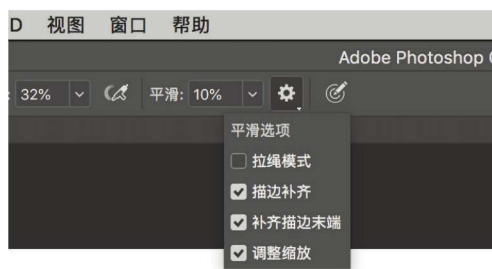 D 视图 窗口 帮助
Adobe Photoshop
: 32% 平滑: 10%
平滑选项
拉绳模式
描边补齐
补齐描边末端
调整缩放